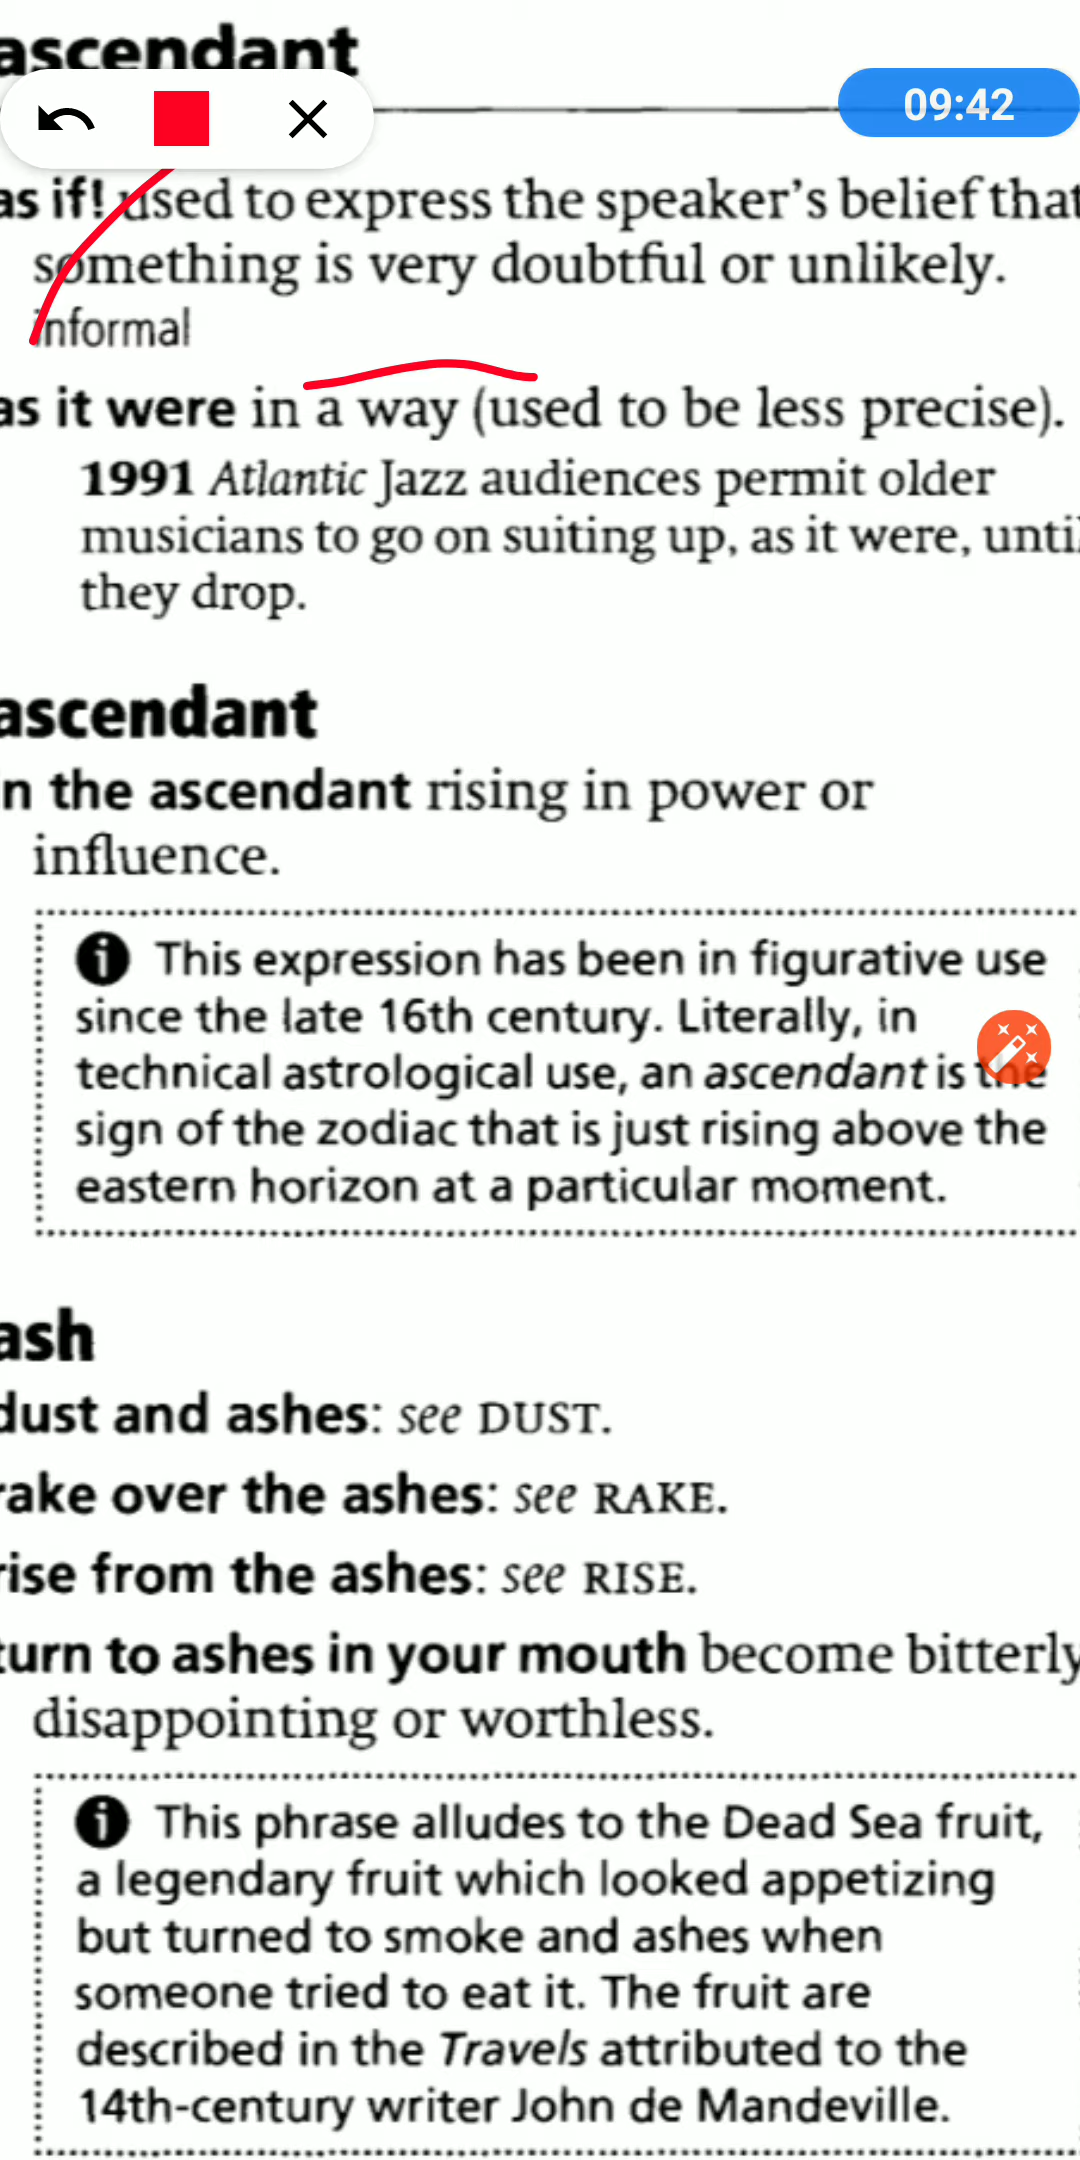 ascendant
09:42
as if! used to express the speaker's belief that
something is very doubtful or unlikely.
informal
as it were in a way (used to be less precise).
1991 Atlantic Jazz audiences permit older
musicians to go on suiting up, as it were, until
they drop.
ascendant
in the ascendant rising in power or
influence.
This expression has been in figurative use
since the late 16th century. Literally, in
technical astrological use, an ascendant is the
sign of the zodiac that is just rising above the
eastern horizon at a particular moment.
ash
dust and ashes: see DUST.
rake over the ashes: see RAKE.
rise from the ashes: see RISE.
turn to ashes in your mouth become bitterly
disappointing or worthless.
This phrase alludes to the Dead Sea fruit,
a legendary fruit which looked appetizing
but turned to smoke and ashes when
someone tried to eat it. The fruit are
described in the Travels attributed to the
14th-century writer John de Mandeville.